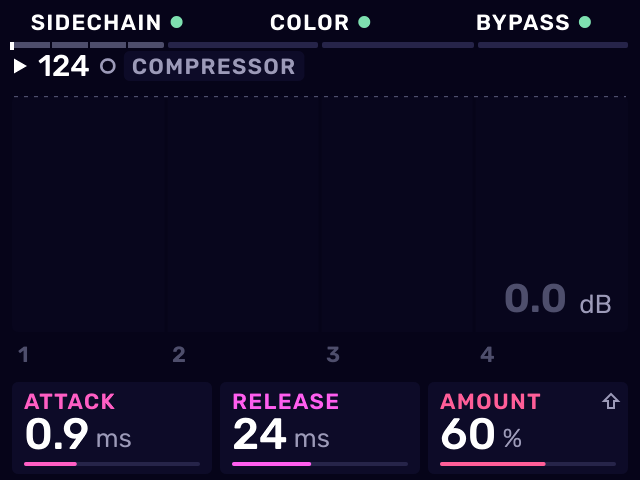 SIDECHAIN COLOR BYPASS
124 COMPRESSOR
0.0 dB
1 2 3 4
ATTACK RELEASE AMOUNT
0.9 ms 24 ms 60 %